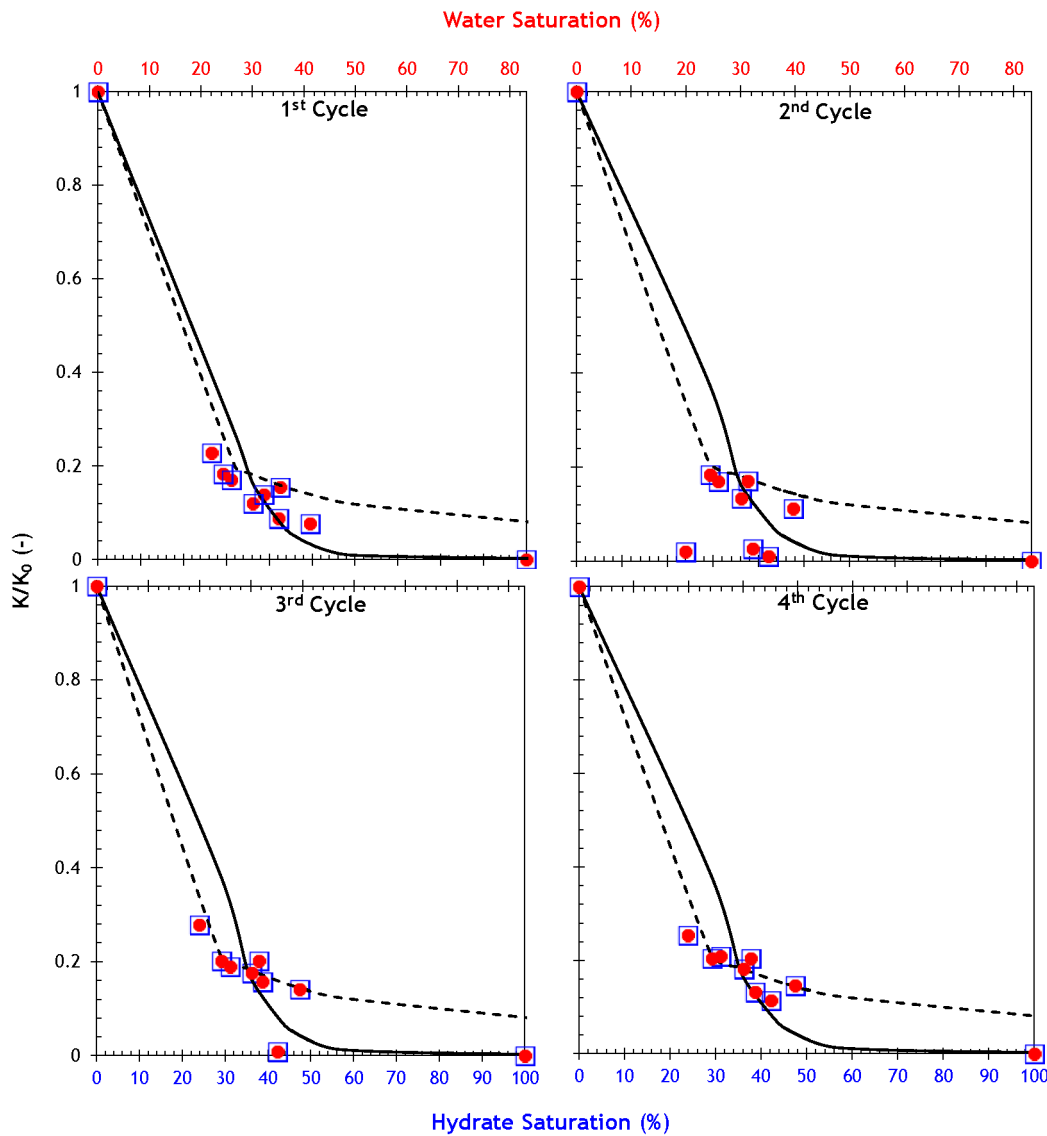 Water Saturation (%)
0 10 20 30 40 50 60 70 80
0 10 20 30 40 50 60 70 80
1
0.8
0.6
0.4
0.2
0
1st Cycle
2nd Cycle
K/K0 (-)
1
0.8
0.6
0.4
0.2
0
3rd Cycle
4th Cycle
0 10 20 30 40 50 60 70 80 90 100
0 10 20 30 40 50 60 70 80 90 100
Hydrate Saturation (%)